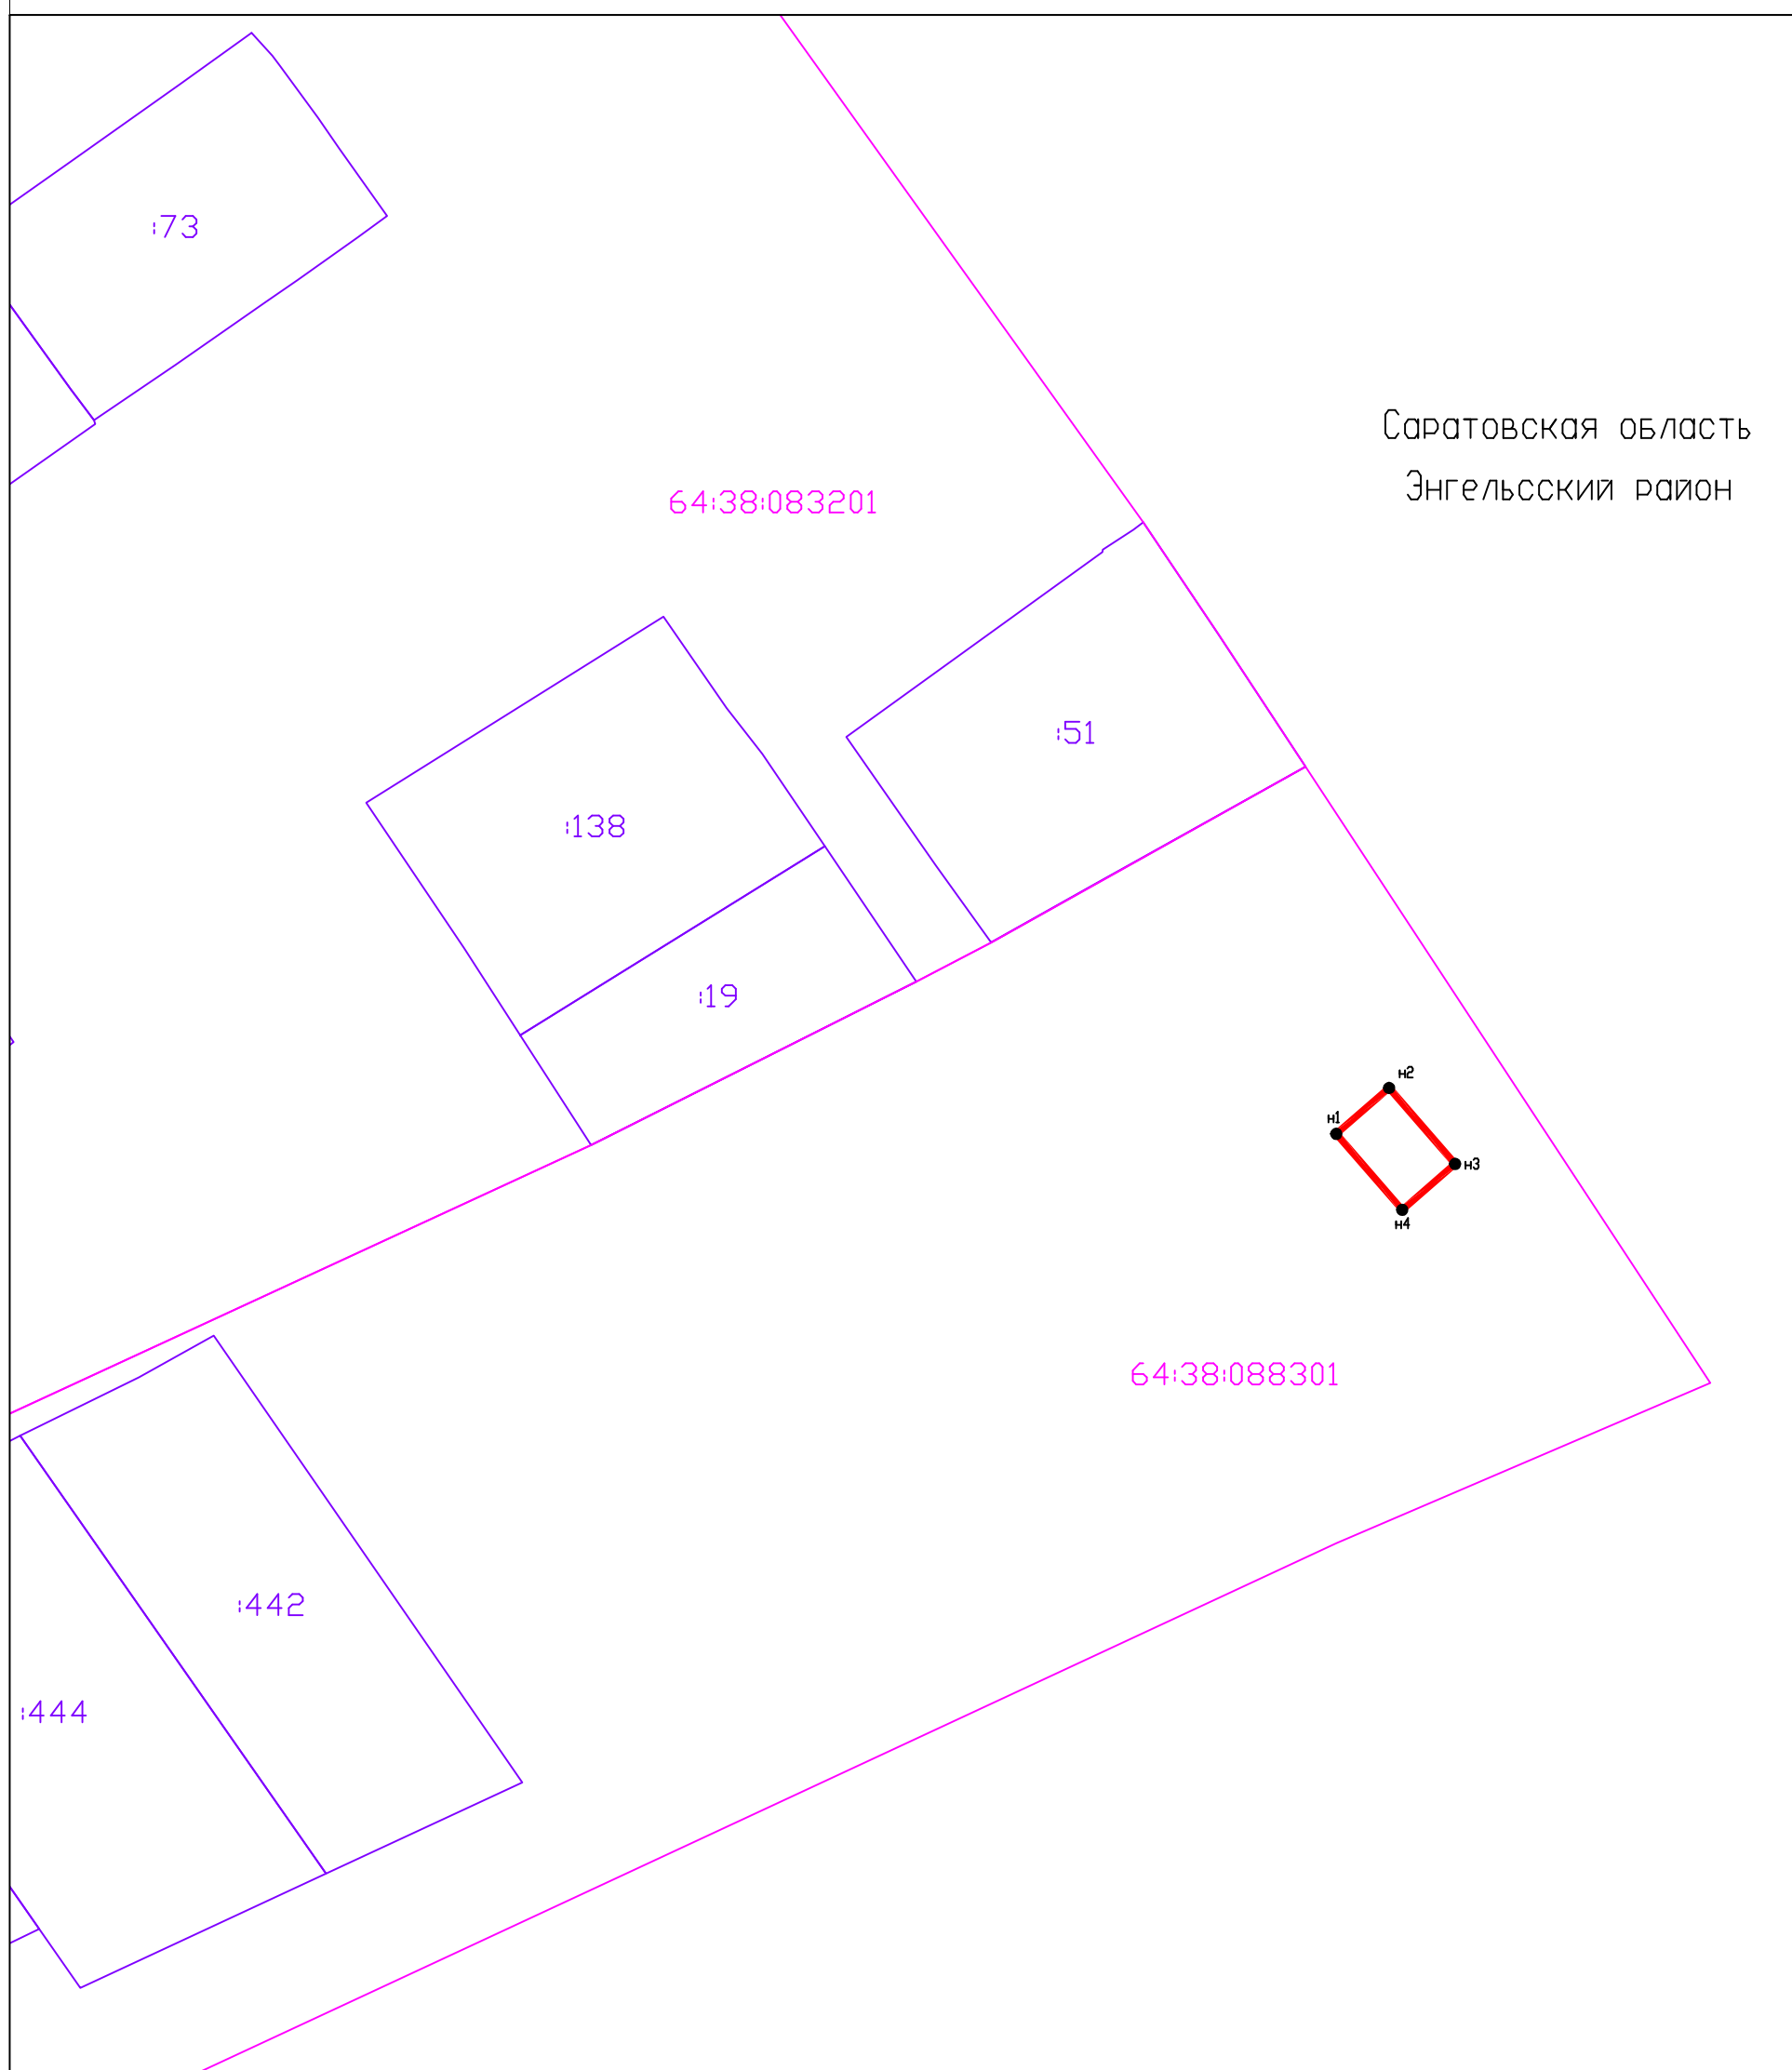 :73
Саратовская область
Энгельсский район
64:38:083201
:51
:138
:19
н2
н1
н3
н4
64:38:088301
:442
:444